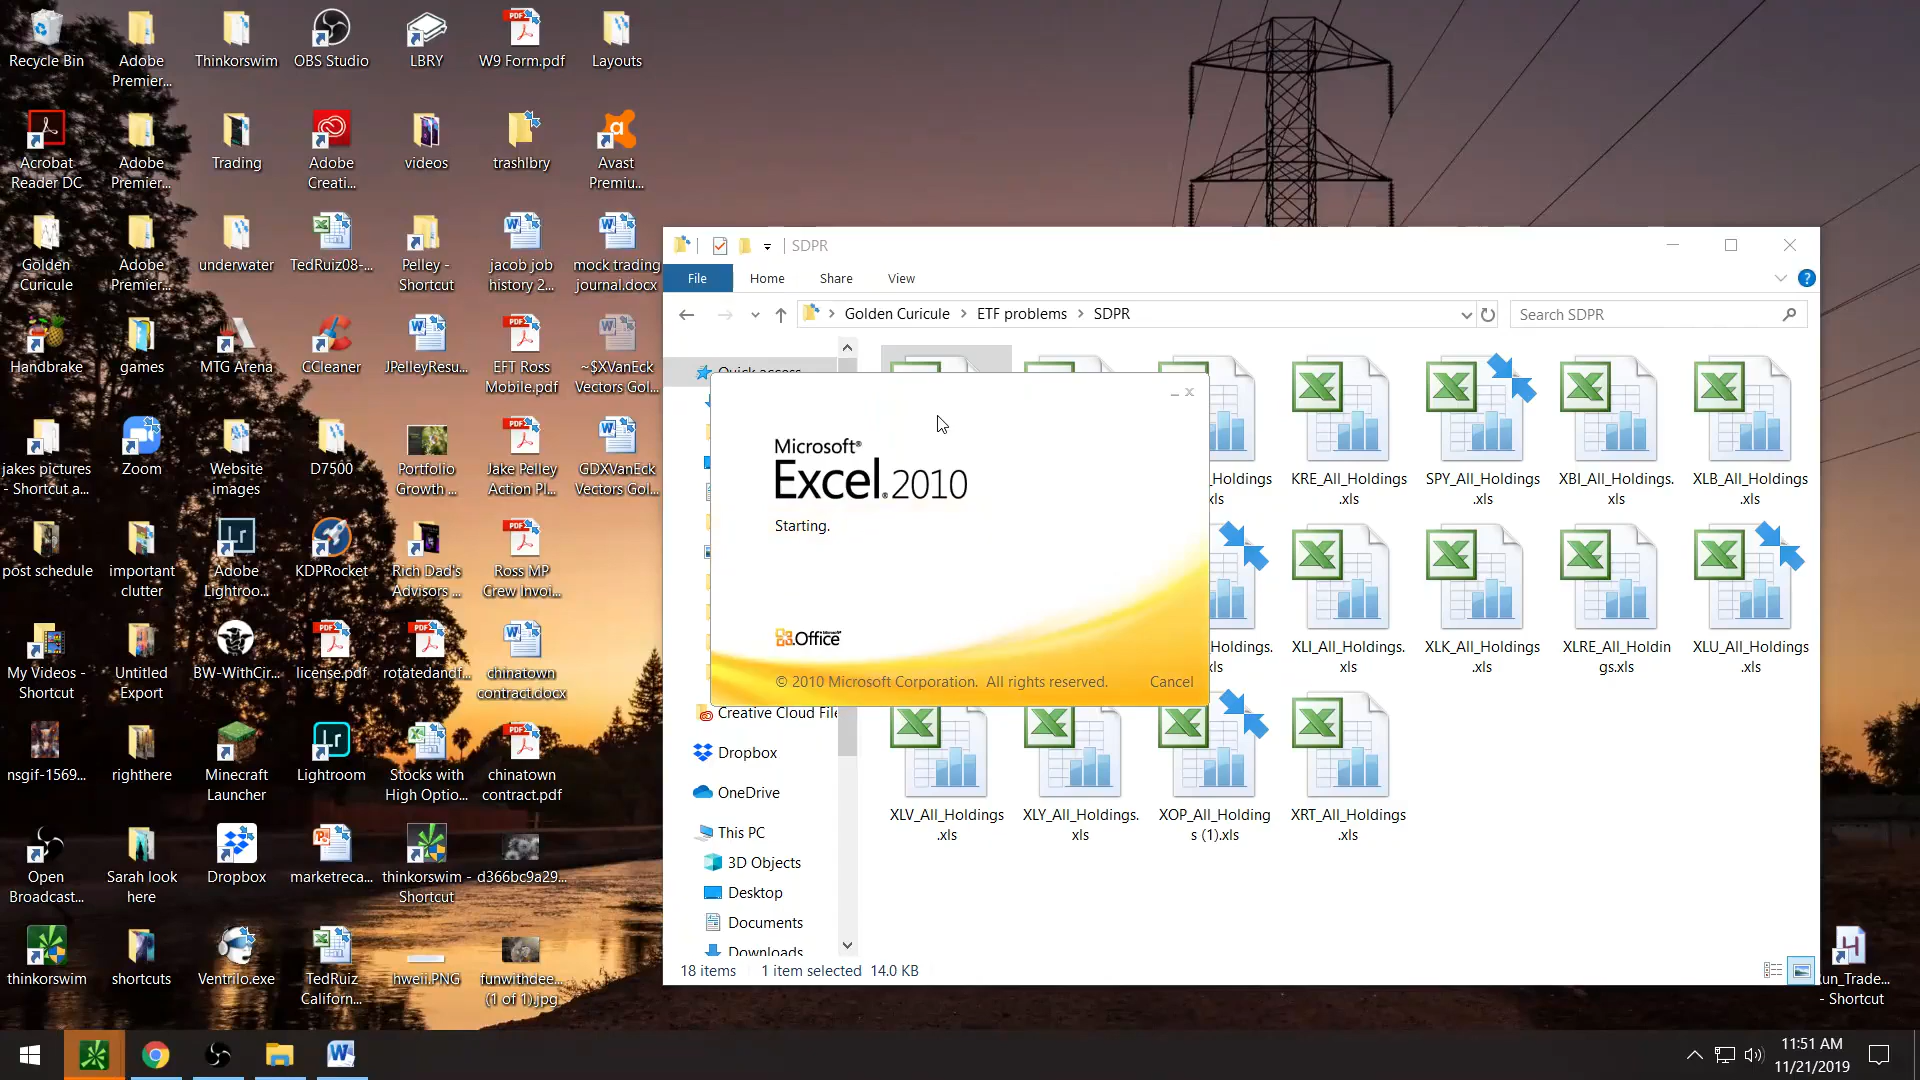 Recycle Bin
Adobe
Premier...
Thinkorswim
OBS Studio
LBRY
W9 Form.pdf
Layouts
Acrobat
Reader DC
Adobe
Premier...
Trading
Adobe
Creati...
videos
trashlbry
Avast
Premiu...
Golden
Curicule
Adobe
Premier...
underwater
TedRuiz08-...
Pelley -
Shortcut
jacob job
history 2...
mock trading
journal.docx
Handbrake
games
MTG Arena
CCleaner
JPelleyResu...
EFT Ross
Mobile.pdf
~$XVanEck
Vectors Gol...
jakes pictures
- Shortcut a...
Zoom
Website
images
D7500
Portfolio
Growth ...
Jake Pelley
Action Pl...
GDXVanEck
Vectors Gol...
post schedule
important
clutter
Adobe
Lightroo...
KDPRocket
Rich Dad's
Advisors ...
Ross MP
Crew Invoi...
My Videos -
Shortcut
Untitled
Export
BW-WithCir...
license.pdf
rotatedandf...
chinatown
contract.docx
nsgif-1569...
righthere
Minecraft
Launcher
Lightroom
Stocks with
High Optio...
chinatown
contract.pdf
Open
Broadcast...
Sarah look
here
Dropbox
marketreca...
thinkorswim -
Shortcut
d366bc9a29...
thinkorswim
shortcuts
Ventrilo.exe
TedRuiz
Californ...
hweii.PNG
funwithdee...
(1 of 1).jpg
SDPR
File
Home
Share
View
Golden Curicule
ETF problems
SDPR
Search SDPR
Quick access
Microsoft®
Excel®2010
Starting.
Microsoft
Office
© 2010 Microsoft Corporation. All rights reserved.
Cancel
Holdings
xls
KRE_All_Holdings
.xls
SPY_All_Holdings
.xls
XBI_All_Holdings.
xls
XLB_All_Holdings
.xls
Holdings.
xls
XLI_All_Holdings.
xls
XLK_All_Holdings
.xls
XLRE_All_Holdin
gs.xls
XLU_All_Holdings
.xls
XLV_All_Holdings
.xls
XLY_All_Holdings.
xls
XOP_All_Holding
s (1).xls
XRT_All_Holdings
.xls
Creative Cloud File
Dropbox
OneDrive
This PC
3D Objects
Desktop
Documents
Downloads
18 items
1 item selected
14.0 KB
un_Trade...
- Shortcut
11:51 AM
11/21/2019